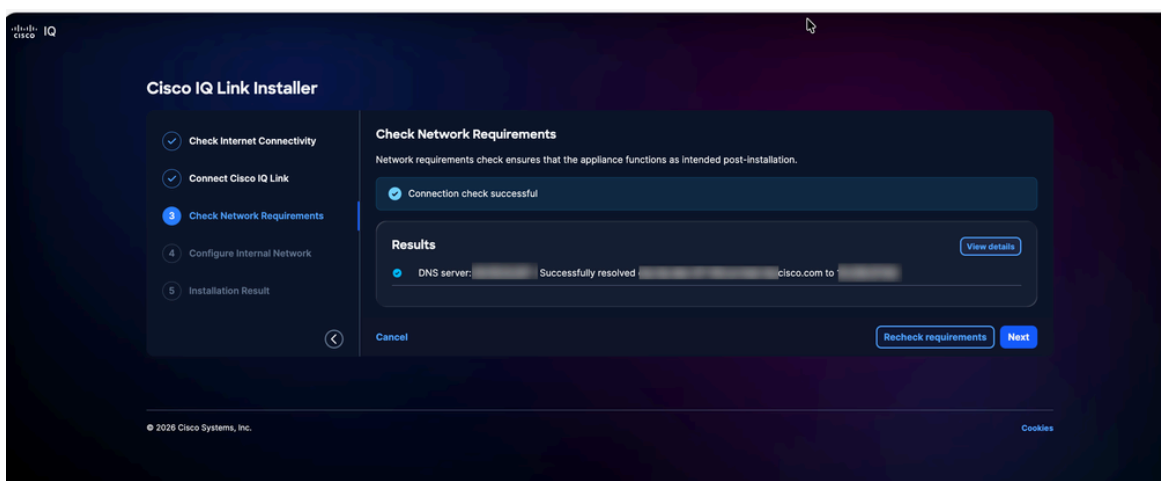 cisco IQ
Cisco IQ Link Installer
Check Internet Connectivity
Connect Cisco IQ Link
3 Check Network Requirements
4 Configure Internal Network
5 Installation Result
Check Network Requirements
Network requirements check ensures that the appliance functions as intended post-installation.
Connection check successful
Results
View details
DNS server: Successfully resolved cisco.com to
Cancel
Recheck requirements
Next
© 2026 Cisco Systems, Inc.
Cookies